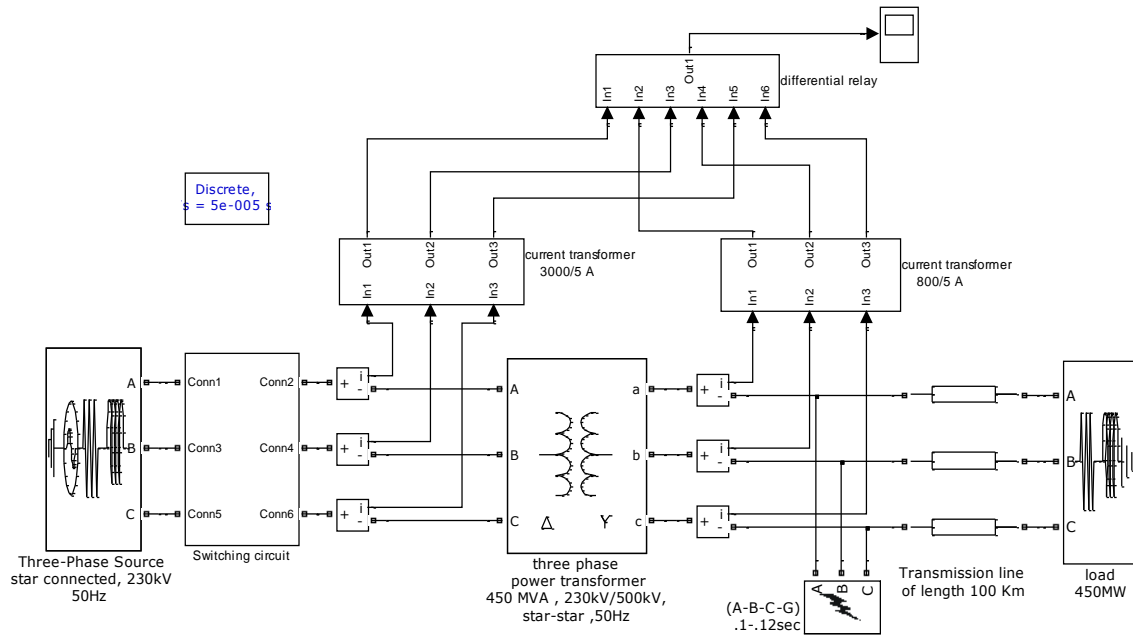 Out1
differential relay
In1
In2
In3
In4
In5
In6
Discrete,
s = 5e-005 s
Out1
Out2
Out3
current transformer
3000/5 A
In1
In2
In3
Out1
Out2
Out3
current transformer
800/5 A
In1
In2
In3
A
B
C
Conn1
Conn2
Conn3
Conn4
Conn5
Conn6
+
i
-
+
i
-
+
i
-
A
B
C
a
b
c
Δ
Y
+
i
-
+
i
-
+
i
-
A
B
C
Three-Phase Source
star connected, 230kV
50Hz
Switching circuit
three phase
power transformer
450 MVA , 230kV/500kV,
star-star ,50Hz
A
B
C
(A-B-C-G)
.1-.12sec
Transmission line
of length 100 Km
load
450MW